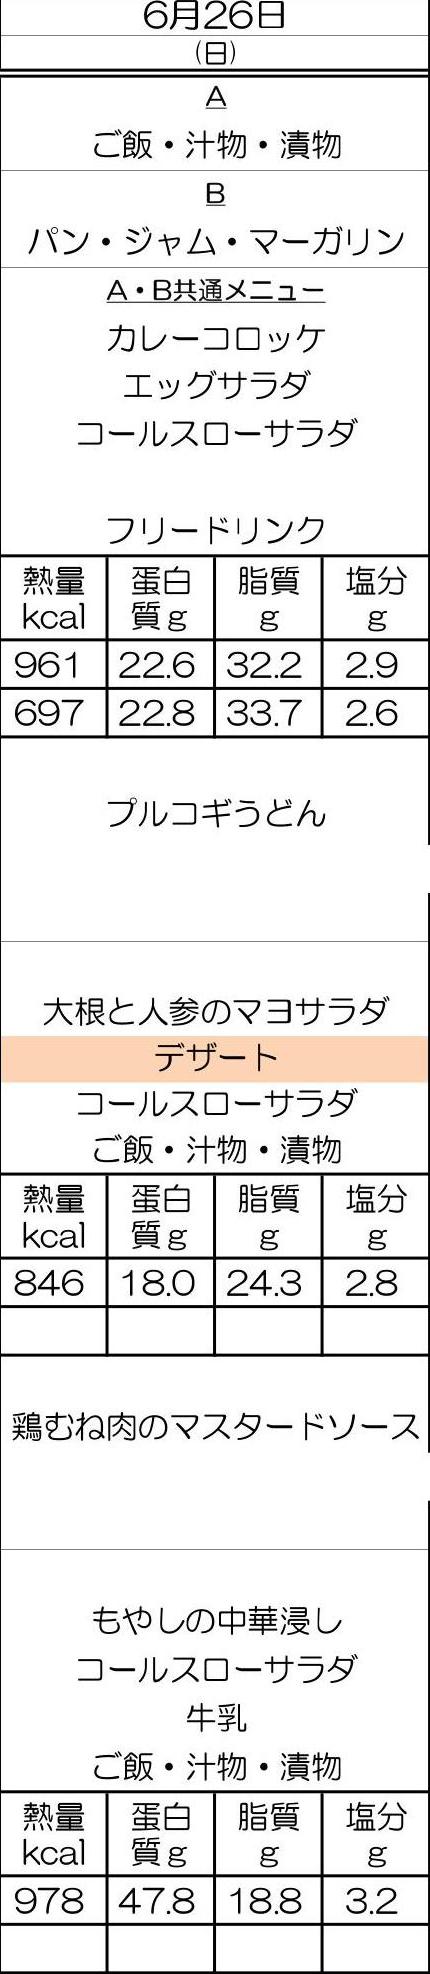 6月26日
(日)
A
ご飯・汁物・漬物
B
パン・ジャム・マーガリン
A・B共通メニュー
カレーコロッケ
エッグサラダ
コールスローサラダ
フリードリンク
熱量 蛋白 脂質 塩分
kcal 質g g g
961 22.6 32.2 2.9
697 22.8 33.7 2.6
プルコギうどん
大根と人参のマヨサラダ
デザート
コールスローサラダ
ご飯・汁物・漬物
熱量 蛋白 脂質 塩分
kcal 質g g g
846 18.0 24.3 2.8
鶏むね肉のマスタードソース
もやしの中華浸し
コールスローサラダ
牛乳
ご飯・汁物・漬物
熱量 蛋白 脂質 塩分
kcal 質g g g
978 47.8 18.8 3.2